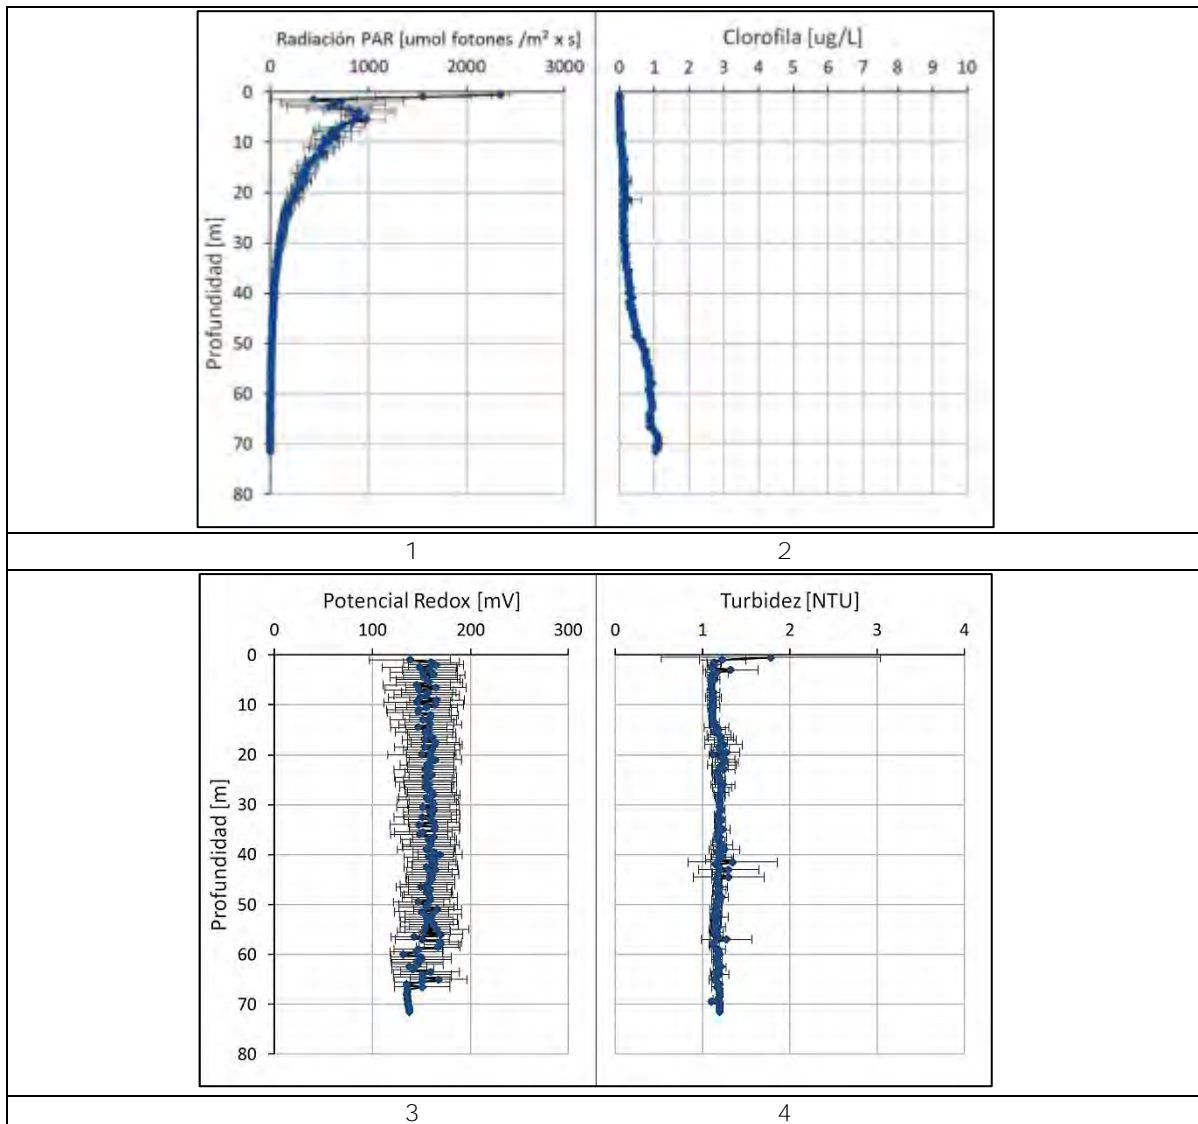 Radiación PAR [umol fotones /m² x s]
0 1000 2000 3000
Clorofila [ug/L]
0 1 2 3 4 5 6 7 8 9 10
Profundidad [m]
0
10
20
30
40
50
60
70
80
1 2
Potencial Redox [mV]
0 100 200 300
Turbidez [NTU]
0 1 2 3 4
Profundidad [m]
0
10
20
30
40
50
60
70
80
3 4